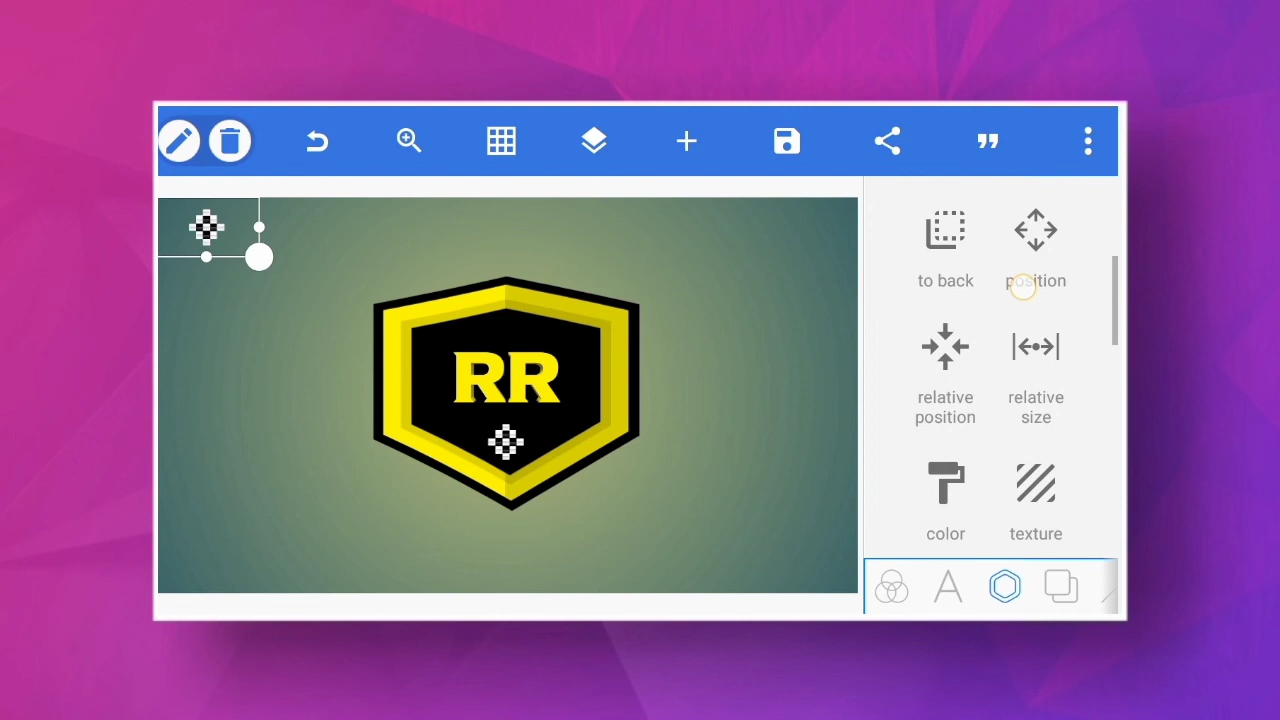 to back
position
relative
position
relative
size
RR
color
texture